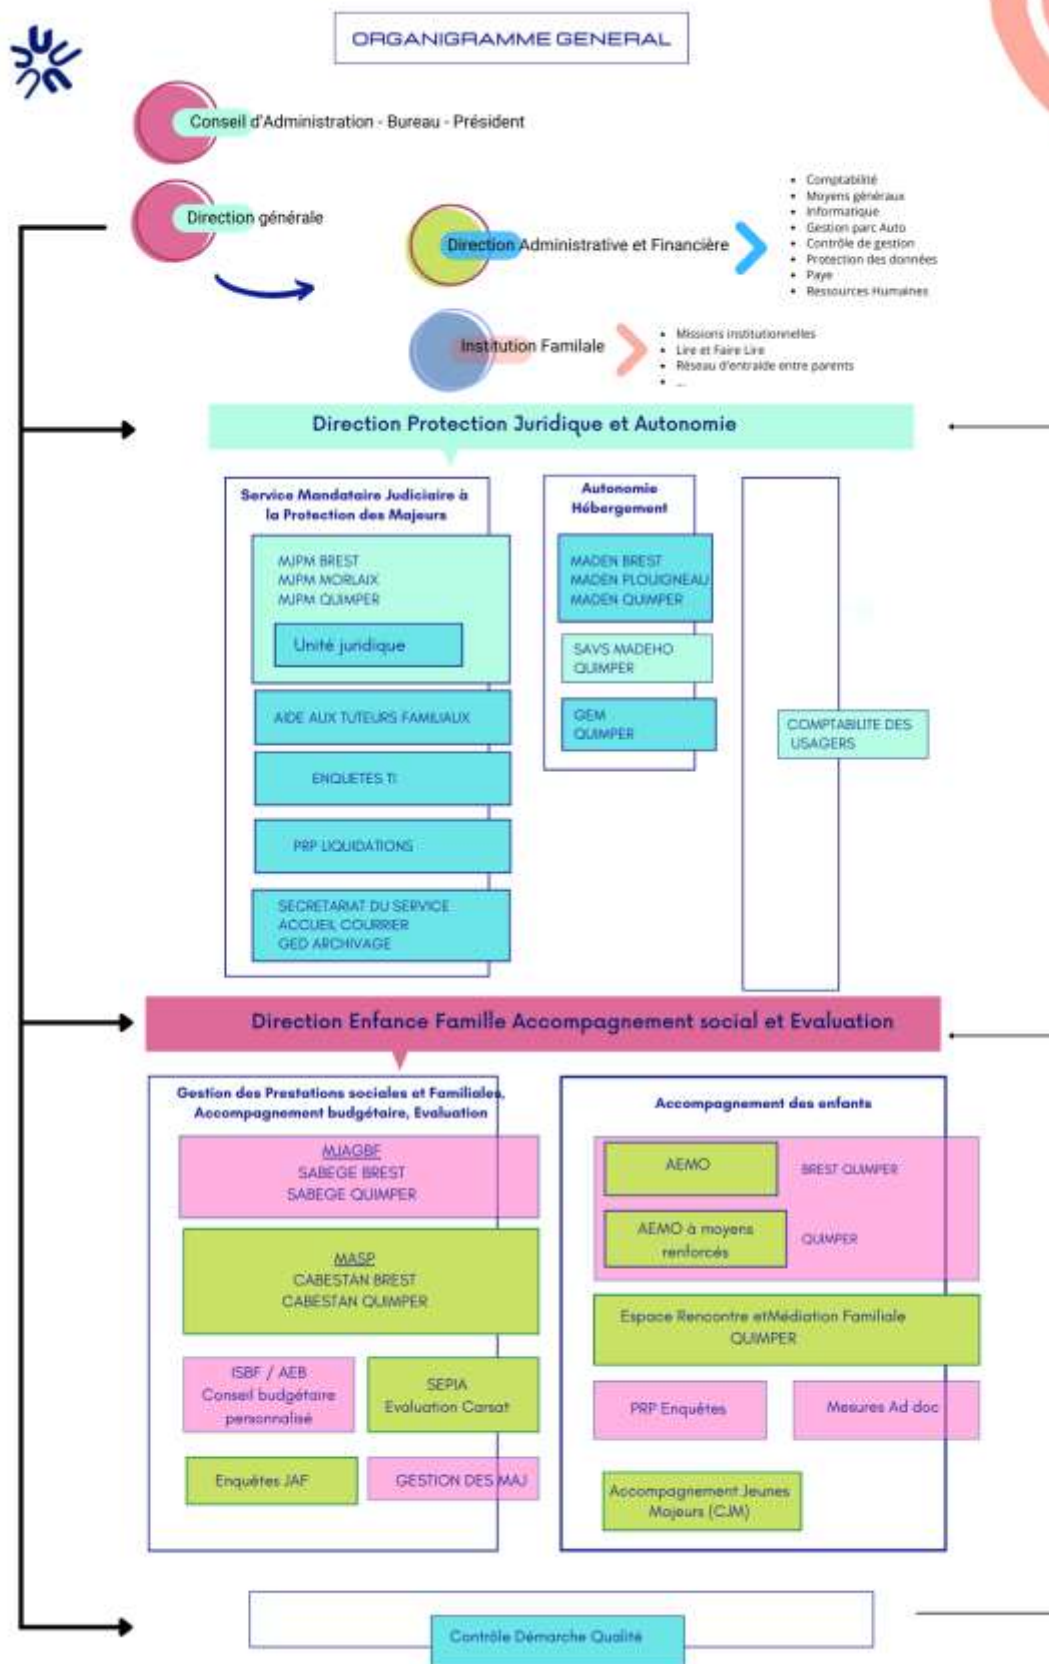 ORGANIGRAMME GENERAL
Conseil d'Administration - Bureau - Président
Direction générale
Direction Administrative et Financière
• Comptabilité
• Moyens généraux
• Informatique
• Gestion parc Auto
• Contrôle de gestion
• Protection des données
• Paye
• Ressources Humaines
Institution Familale
• Missions institutionnelles
• Lire et Faire Lire
• Réseau d'entraide entre parents
• ...
Direction Protection Juridique et Autonomie
Service Mandataire Judiciaire à
la Protection des Majeurs
MJPM BREST
MJPM MORLAIX
MJPM QUIMPER
Unité juridique
AIDE AUX TUTEURS FAMILIAUX
ENQUETES TI
PRP LIQUIDATIONS
SECRETARIAT DU SERVICE
ACCUEIL COURRIER
GED ARCHIVAGE
Autonomie
Hébergement
MADEN BREST
MADEN PLOUIGNEAU
MADEN QUIMPER
SAVS MADEHO
QUIMPER
GEM
QUIMPER
COMPTABILITE DES
USAGERS
Direction Enfance Famille Accompagnement social et Evaluation
Gestion des Prestations sociales et Familiales,
Accompagnement budgétaire, Evaluation
MJAGBF
SABEGE BREST
SABEGE QUIMPER
MASP
CABESTAN BREST
CABESTAN QUIMPER
ISBF / AEB
Conseil budgétaire
personnalisé
SEPIA
Evaluation Carsat
Enquêtes JAF
GESTION DES MAJ
Accompagnement des enfants
AEMO
BREST QUIMPER
AEMO à moyens
renforcés
QUIMPER
Espace Rencontre etMédiation Familiale
QUIMPER
PRP Enquêtes
Mesures Ad doc
Accompagnement Jeunes
Majeurs (CJM)
Contrôle Démarche Qualité